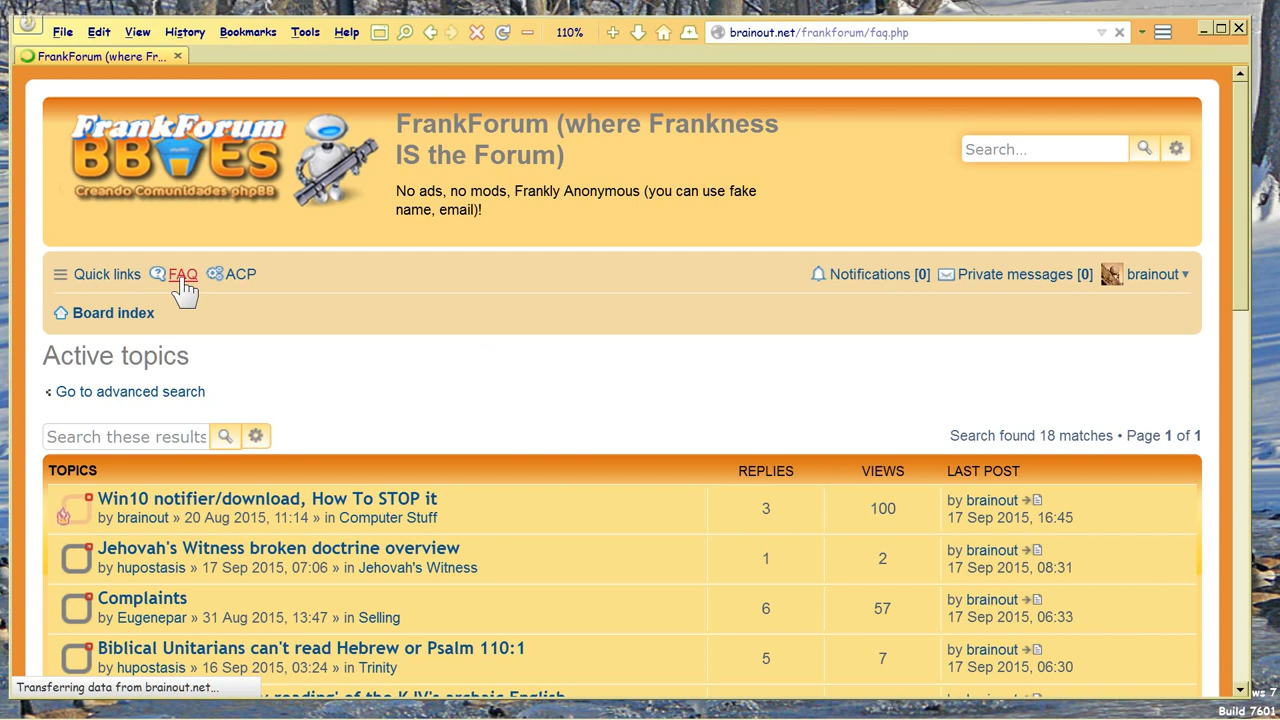 File Edit View History Bookmarks Tools Help 110% brainout.net/frankforum/faq.php
FrankForum (where Fr...
FrankForum
BBEs
Creando Comunidades phpBB
FrankForum (where Frankness
IS the Forum)
No ads, no mods, Frankly Anonymous (you can use fake
name, email)!
Search...
Quick links FAQ ACP Notifications [0] Private messages [0] brainout
Board index
Active topics
Go to advanced search
Search these results Search found 18 matches • Page 1 of 1
TOPICS REPLIES VIEWS LAST POST
Win10 notifier/download, How To STOP it
by brainout » 20 Aug 2015, 11:14 » in Computer Stuff
3 100
by brainout
17 Sep 2015, 16:45
Jehovah's Witness broken doctrine overview
by hupostasis » 17 Sep 2015, 07:06 » in Jehovah's Witness
1 2
by brainout
17 Sep 2015, 08:31
Complaints
by Eugenepar » 31 Aug 2015, 13:47 » in Selling
6 57
by brainout
17 Sep 2015, 06:33
Biblical Unitarians can't read Hebrew or Psalm 110:1
by hupostasis » 16 Sep 2015, 03:24 » in Trinity
5 7
by brainout
17 Sep 2015, 06:30
reading' of the KJV's archaic English
Transferring data from brainout.net...
ws 7
Build 7601